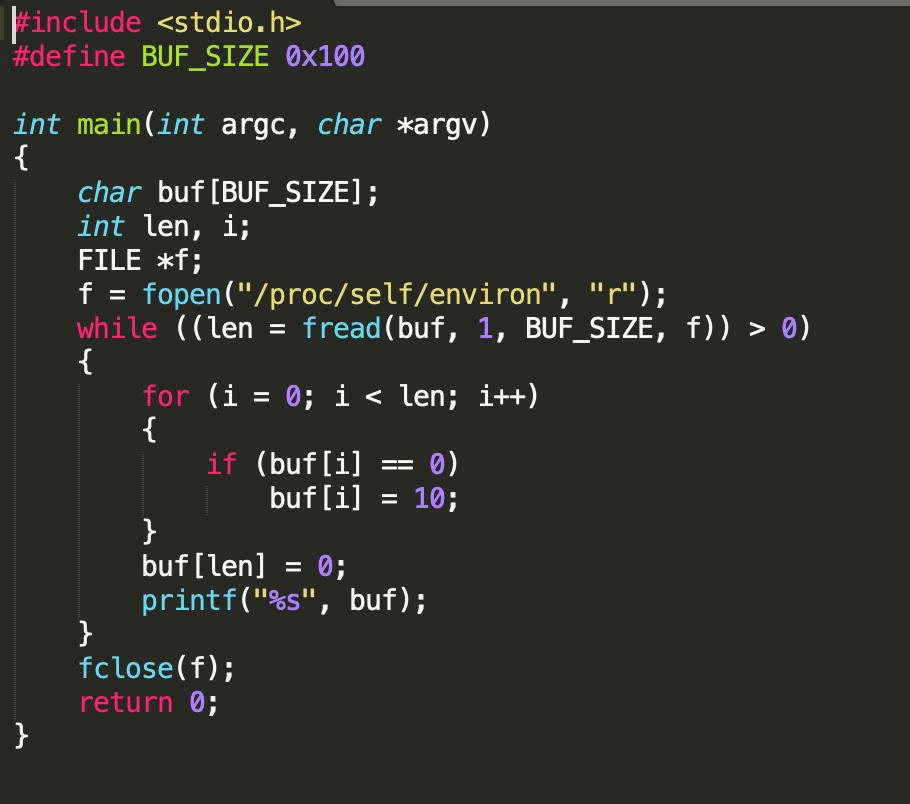 #include <stdio.h>
#define BUF_SIZE 0x100
int main(int argc, char *argv)
{
    char buf[BUF_SIZE];
    int len, i;
    FILE *f;
    f = fopen("/proc/self/environ", "r");
    while ((len = fread(buf, 1, BUF_SIZE, f)) > 0)
    {
        for (i = 0; i < len; i++)
        {
            if (buf[i] == 0)
                buf[i] = 10;
        }
        buf[len] = 0;
        printf("%s", buf);
    }
    fclose(f);
    return 0;
}